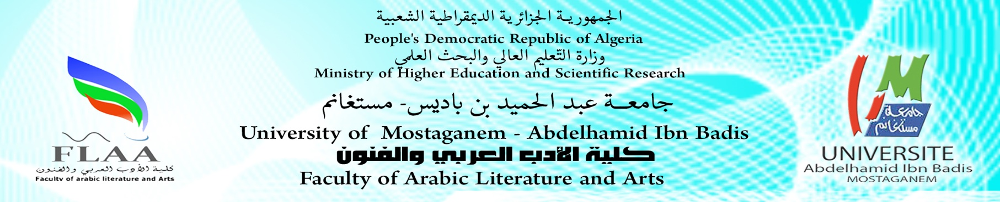 الجمهوريـة الجزائرية الديمقراطية الشعبية
People's Democratic Republic of Algeria
وزارة التّعليم العالي والبحث العلمي
Ministry of Higher Education and Scientific Research
جامعـــة عبد الحميد بن باديس- مستغانم
University of Mostaganem - Abdelhamid Ibn Badis
كلية الأدب العربي والفنون
Faculty of Arabic Literature and Arts
FLAA
كلية الأدب العربي والفنون
Faculty of arabic literature and Arts
جامعة
مستغانم
UNIVERSITE
Abdelhamid Ibn Badis
MOSTAGANEM